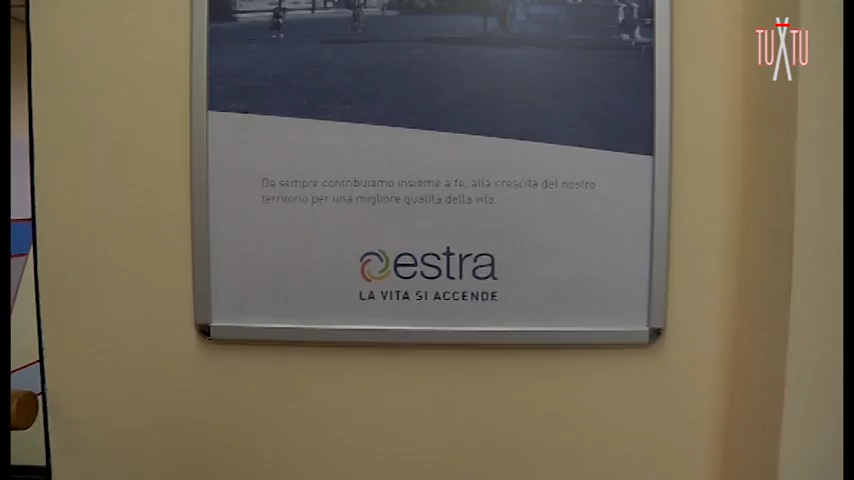 TUXTU
Da sempre contribuiamo insieme a te, alla crescita del nostro
territorio per una migliore qualità della vita.
estra
LA VITA SI ACCENDE